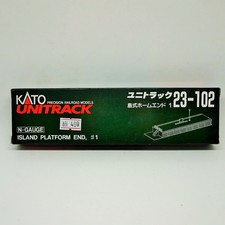 KATO
PRECISION RAILROAD MODELS
UNITRACK
N-GAUGE
ISLAND PLATFORM END, #1
ユニトラック
島式ホームエンド 1
23-102